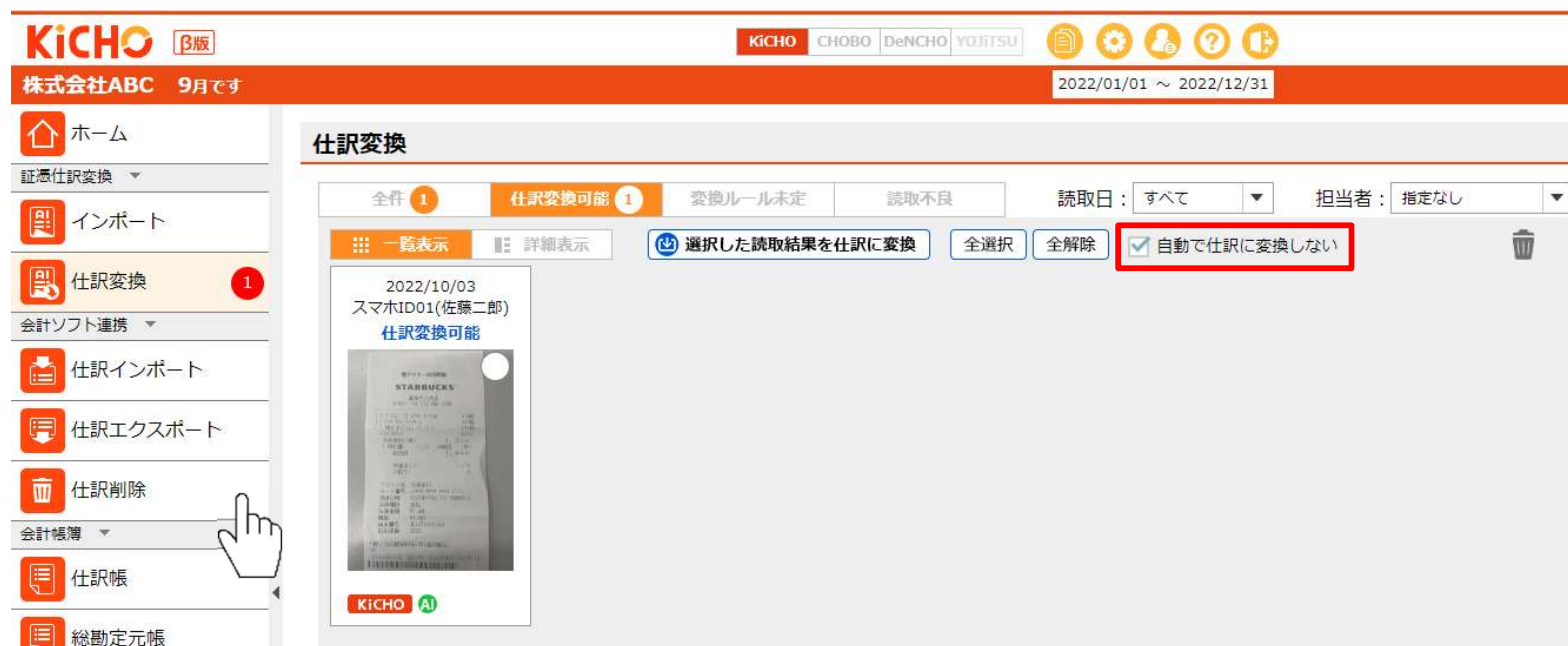 KiCHO β版
KiCHO CHOBO DeNCHO YOJiTSU
株式会社ABC 9月です
2022/01/01 ～ 2022/12/31
ホーム
証憑仕訳変換
インポート
仕訳変換 1
会計ソフト連携
仕訳インポート
仕訳エクスポート
仕訳削除
会計帳簿
仕訳帳
総勘定元帳
仕訳変換
全件 1 仕訳変換可能 1 変換ルール未定 読取不良 読取日： すべて 担当者： 指定なし
一覧表示 詳細表示 選択した読取結果を仕訳に変換 全選択 全解除 自動で仕訳に変換しない
2022/10/03
スマホID01(佐藤二郎)
仕訳変換可能
STARBUCKS
KiCHO AI